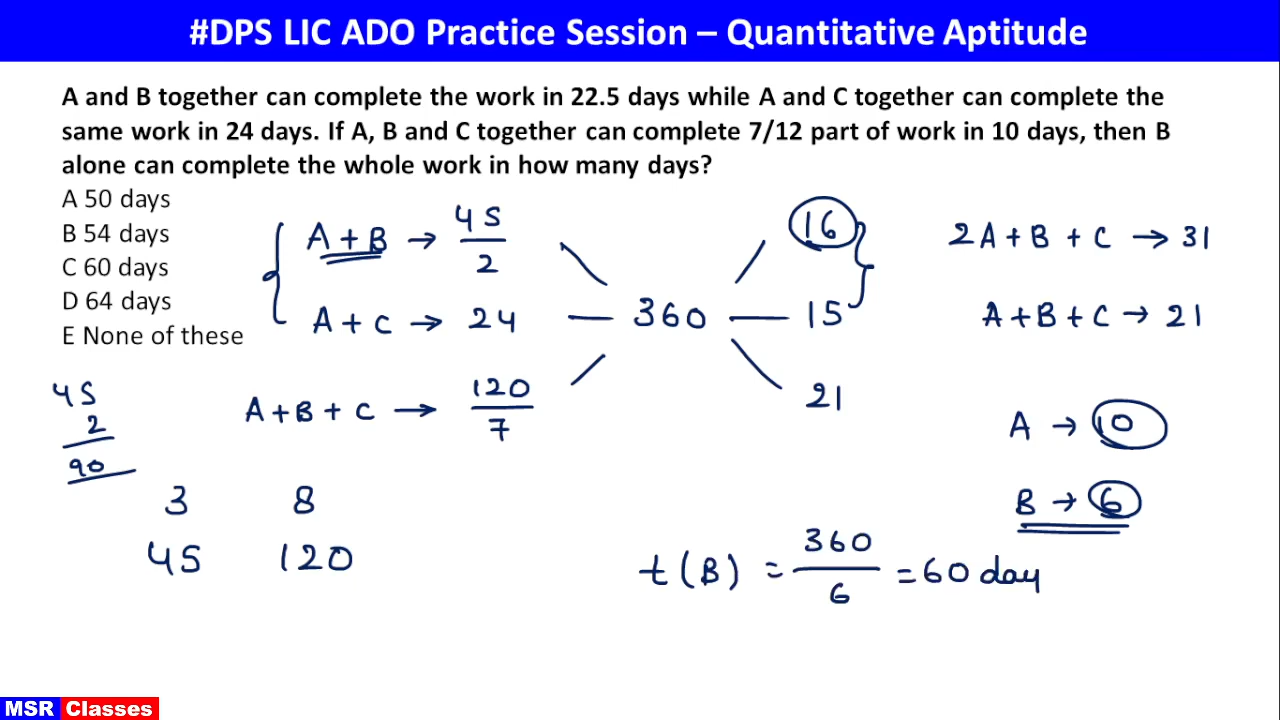 #DPS LIC ADO Practice Session – Quantitative Aptitude
A and B together can complete the work in 22.5 days while A and C together can complete the
same work in 24 days. If A, B and C together can complete 7/12 part of work in 10 days, then B
alone can complete the whole work in how many days?
A 50 days
B 54 days
C 60 days
D 64 days
E None of these
A + B → 45/2
A + C → 24
A + B + C → 120/7
360
16
15
21
2A + B + C → 31
A + B + C → 21
A → 10
B → 6
45
2
90
3 8
45 120
t(B) = 360/6 = 60 day
MSR Classes